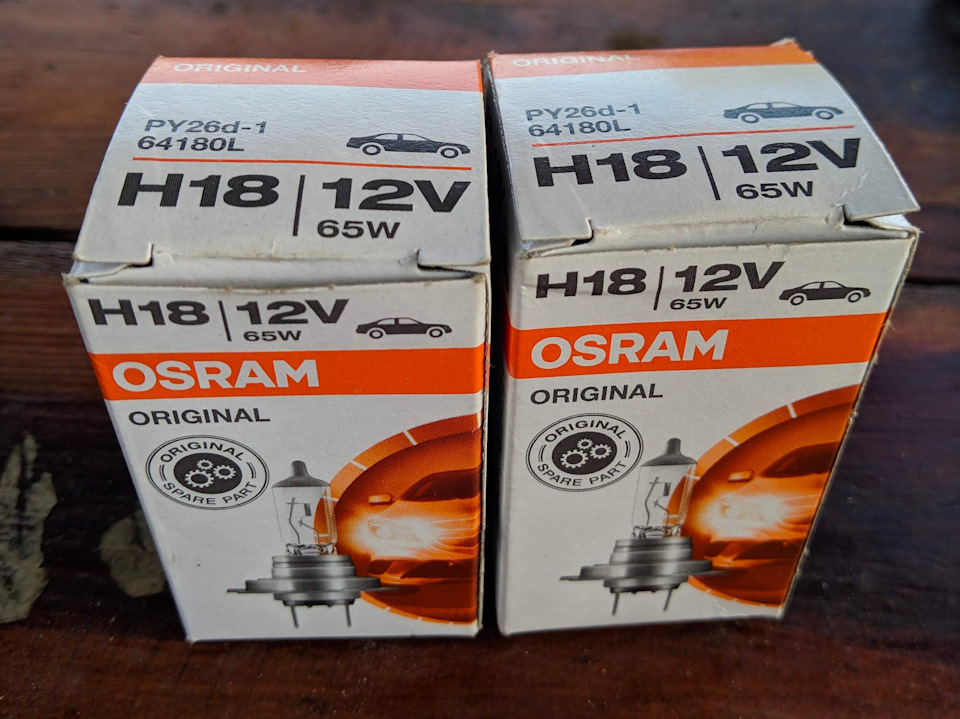 ORIGINAL
PY26d-1
64180L
H18 12V
65W
H18 12V
65W
OSRAM
ORIGINAL
ORIGINAL
SPARE PART
ORIGINAL
PY26d-1
64180L
H18 12V
65W
H18 12V
65W
OSRAM
ORIGINAL
ORIGINAL
SPARE PART